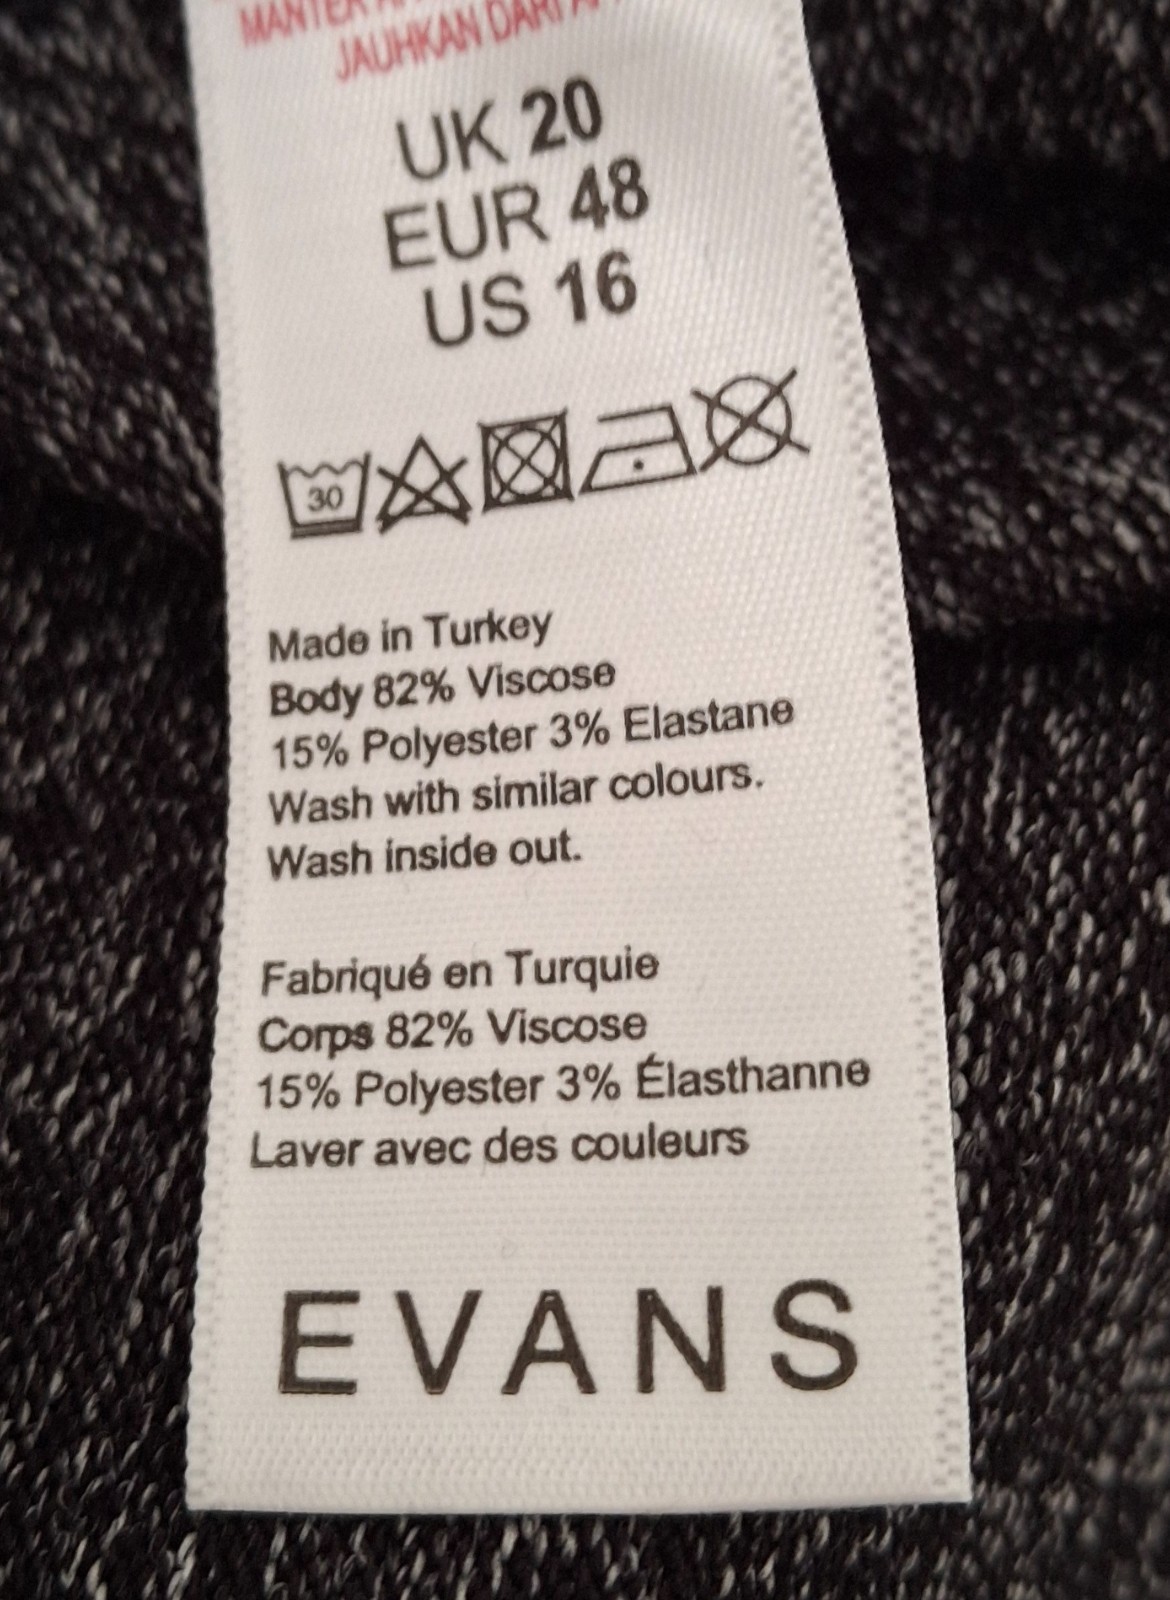 JAUHKAN DARI
UK 20
EUR 48
US 16
30
Made in Turkey
Body 82% Viscose
15% Polyester 3% Elastane
Wash with similar colours.
Wash inside out.
Fabriqué en Turquie
Corps 82% Viscose
15% Polyester 3% Élasthanne
Laver avec des couleurs
EVANS